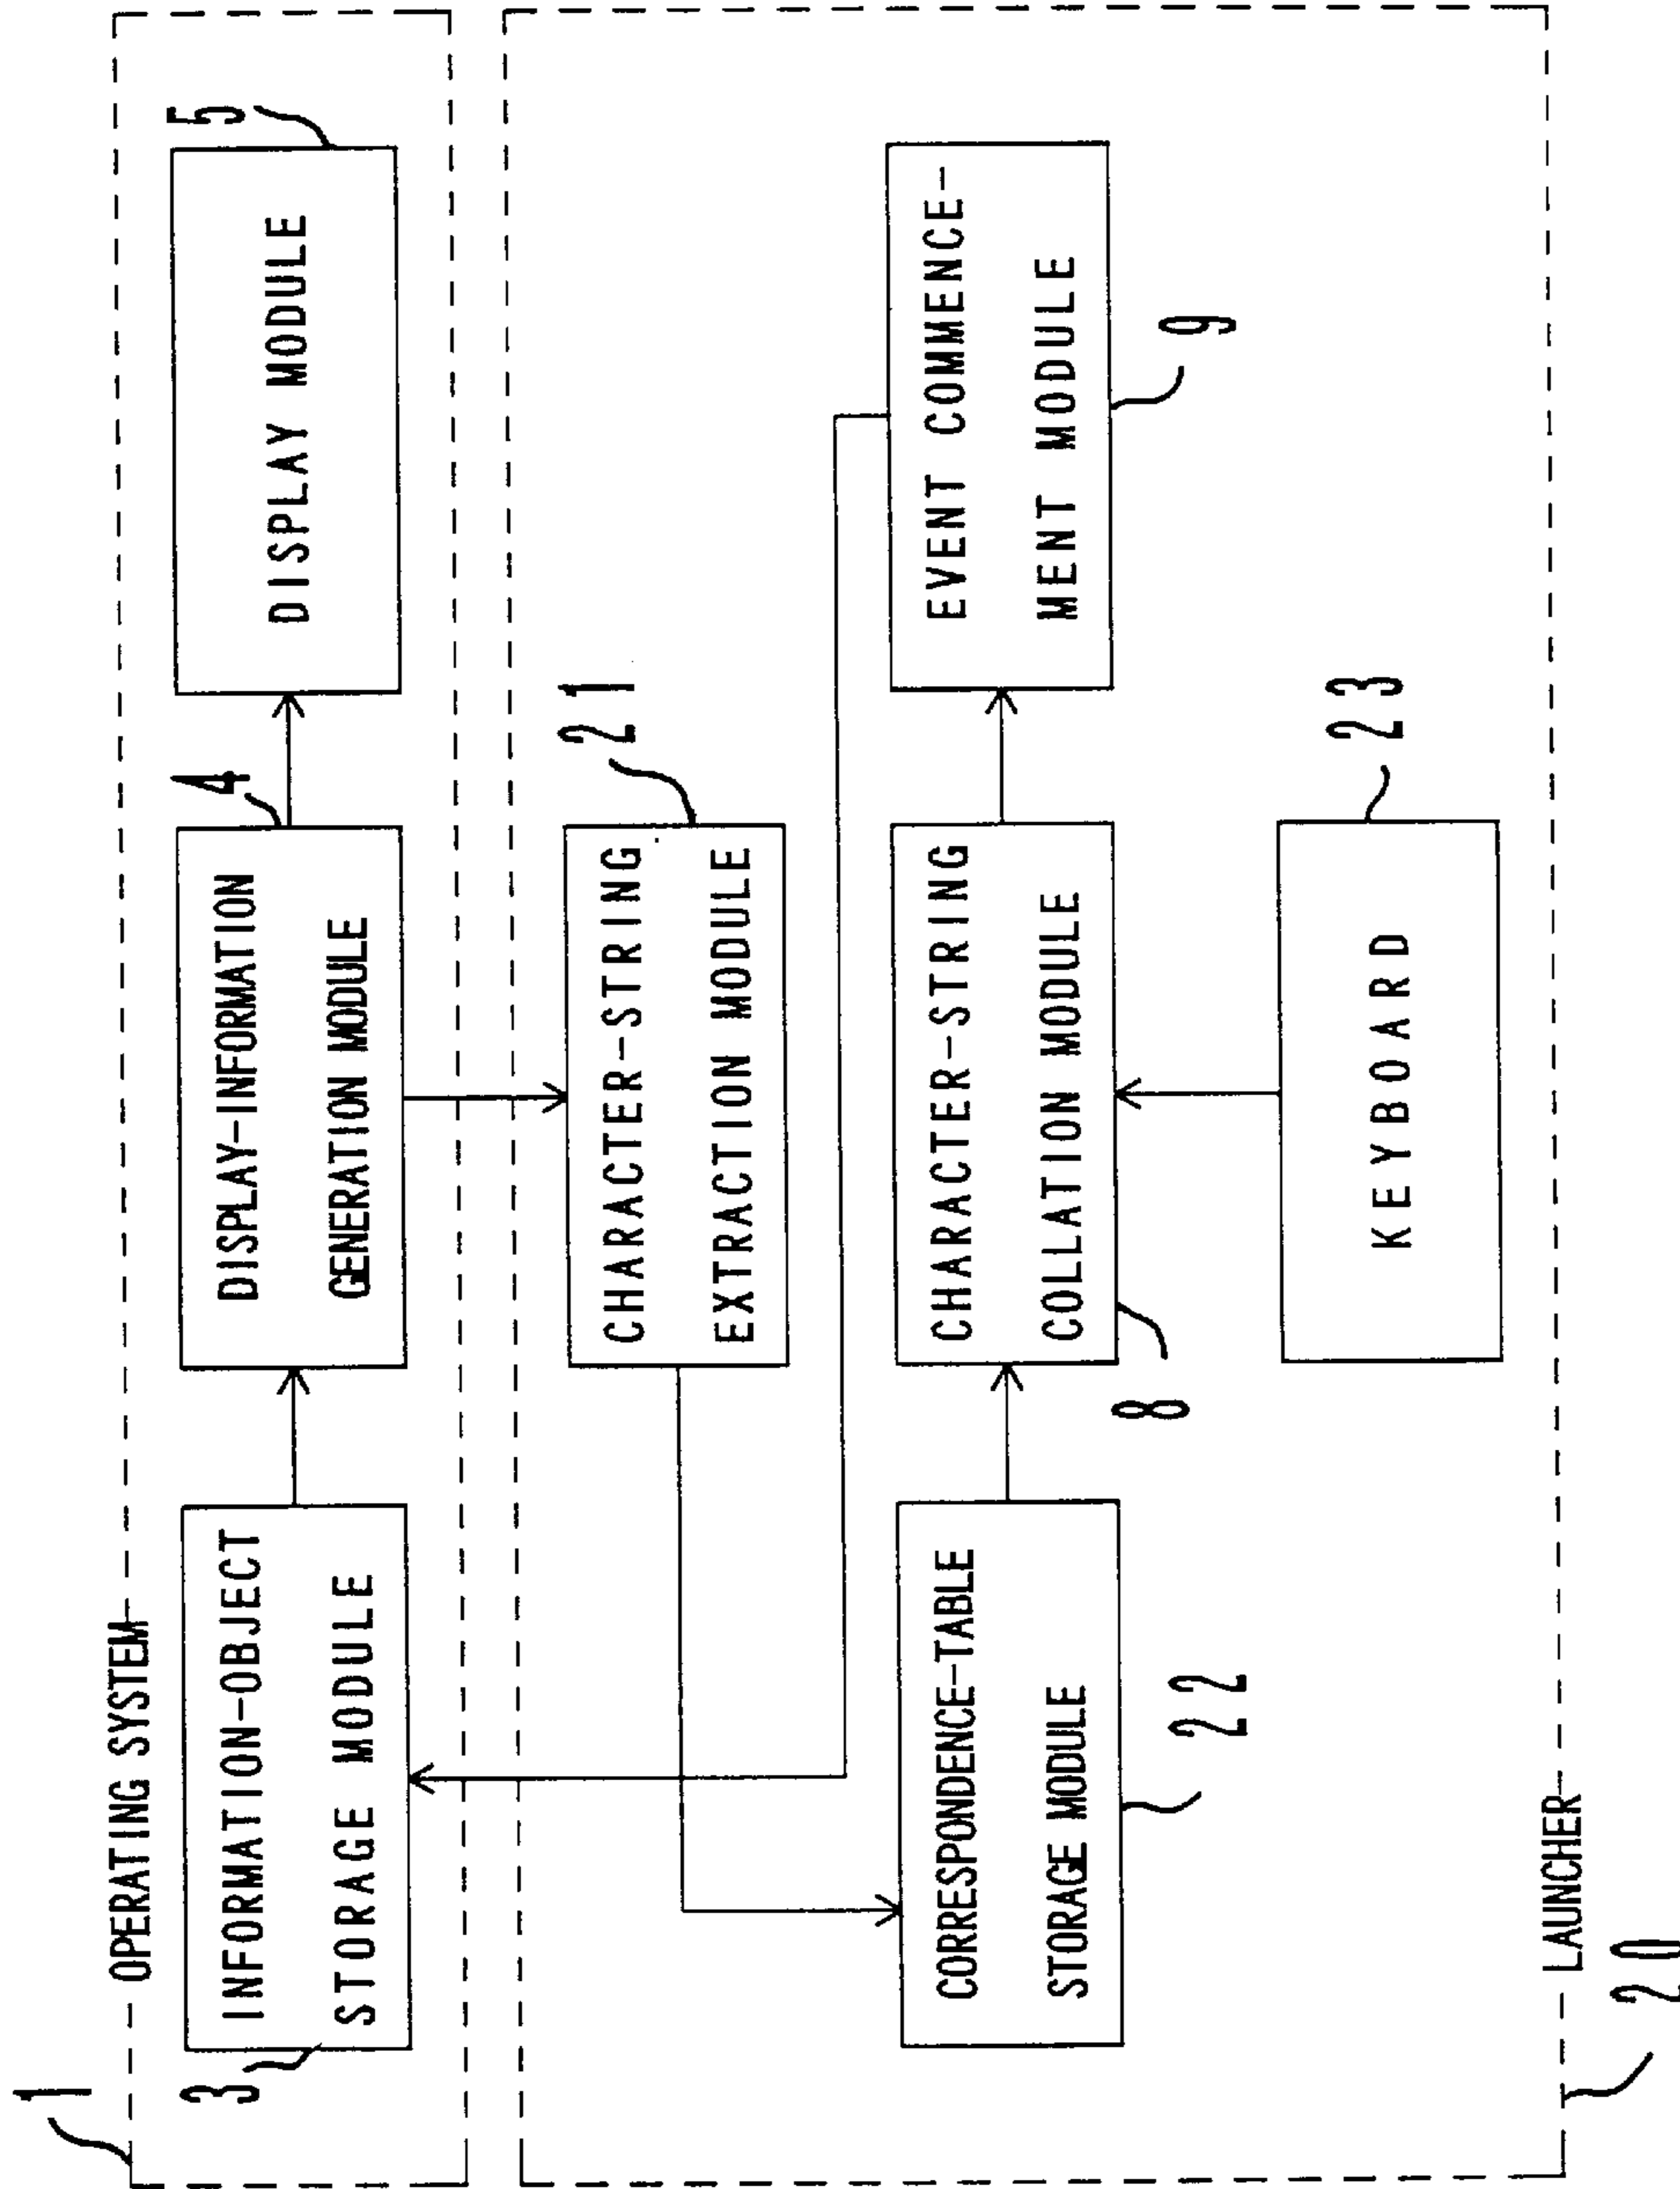 1
OPERATING SYSTEM
3
INFORMATION-OBJECT
STORAGE MODULE
4
DISPLAY-INFORMATION
GENERATION MODULE
5
DISPLAY MODULE
21
CHARACTER-STRING
EXTRACTION MODULE
CORRESPONDENCE-TABLE
STORAGE MODULE
22
CHARACTER-STRING
COLLATION MODULE
8
EVENT COMMENCE-
MENT MODULE
9
KEYBOARD
23
LAUNCHER
20